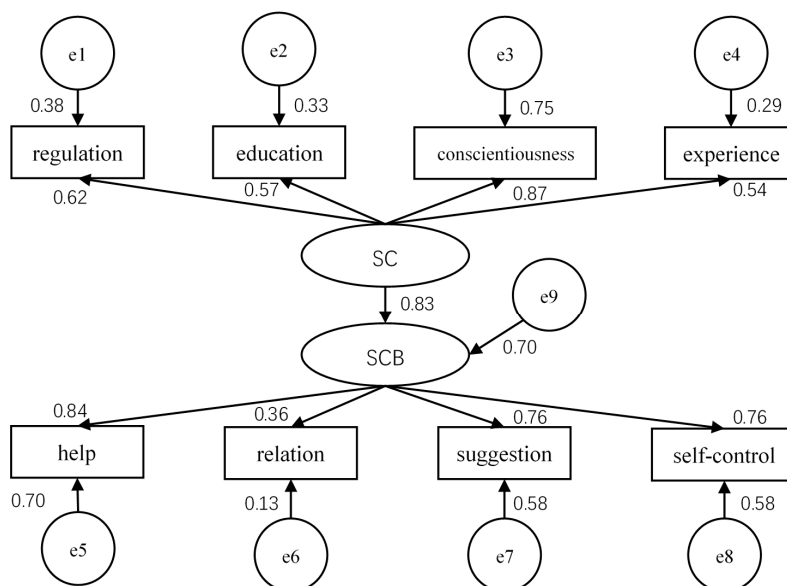 e1
e2
e3
e4
0.38
0.33
0.75
0.29
regulation
education
conscientiousness
experience
0.62
0.57
0.87
0.54
SC
0.83
e9
SCB
0.70
0.84
0.36
0.76
0.76
help
relation
suggestion
self-control
0.70
0.13
0.58
0.58
e5
e6
e7
e8